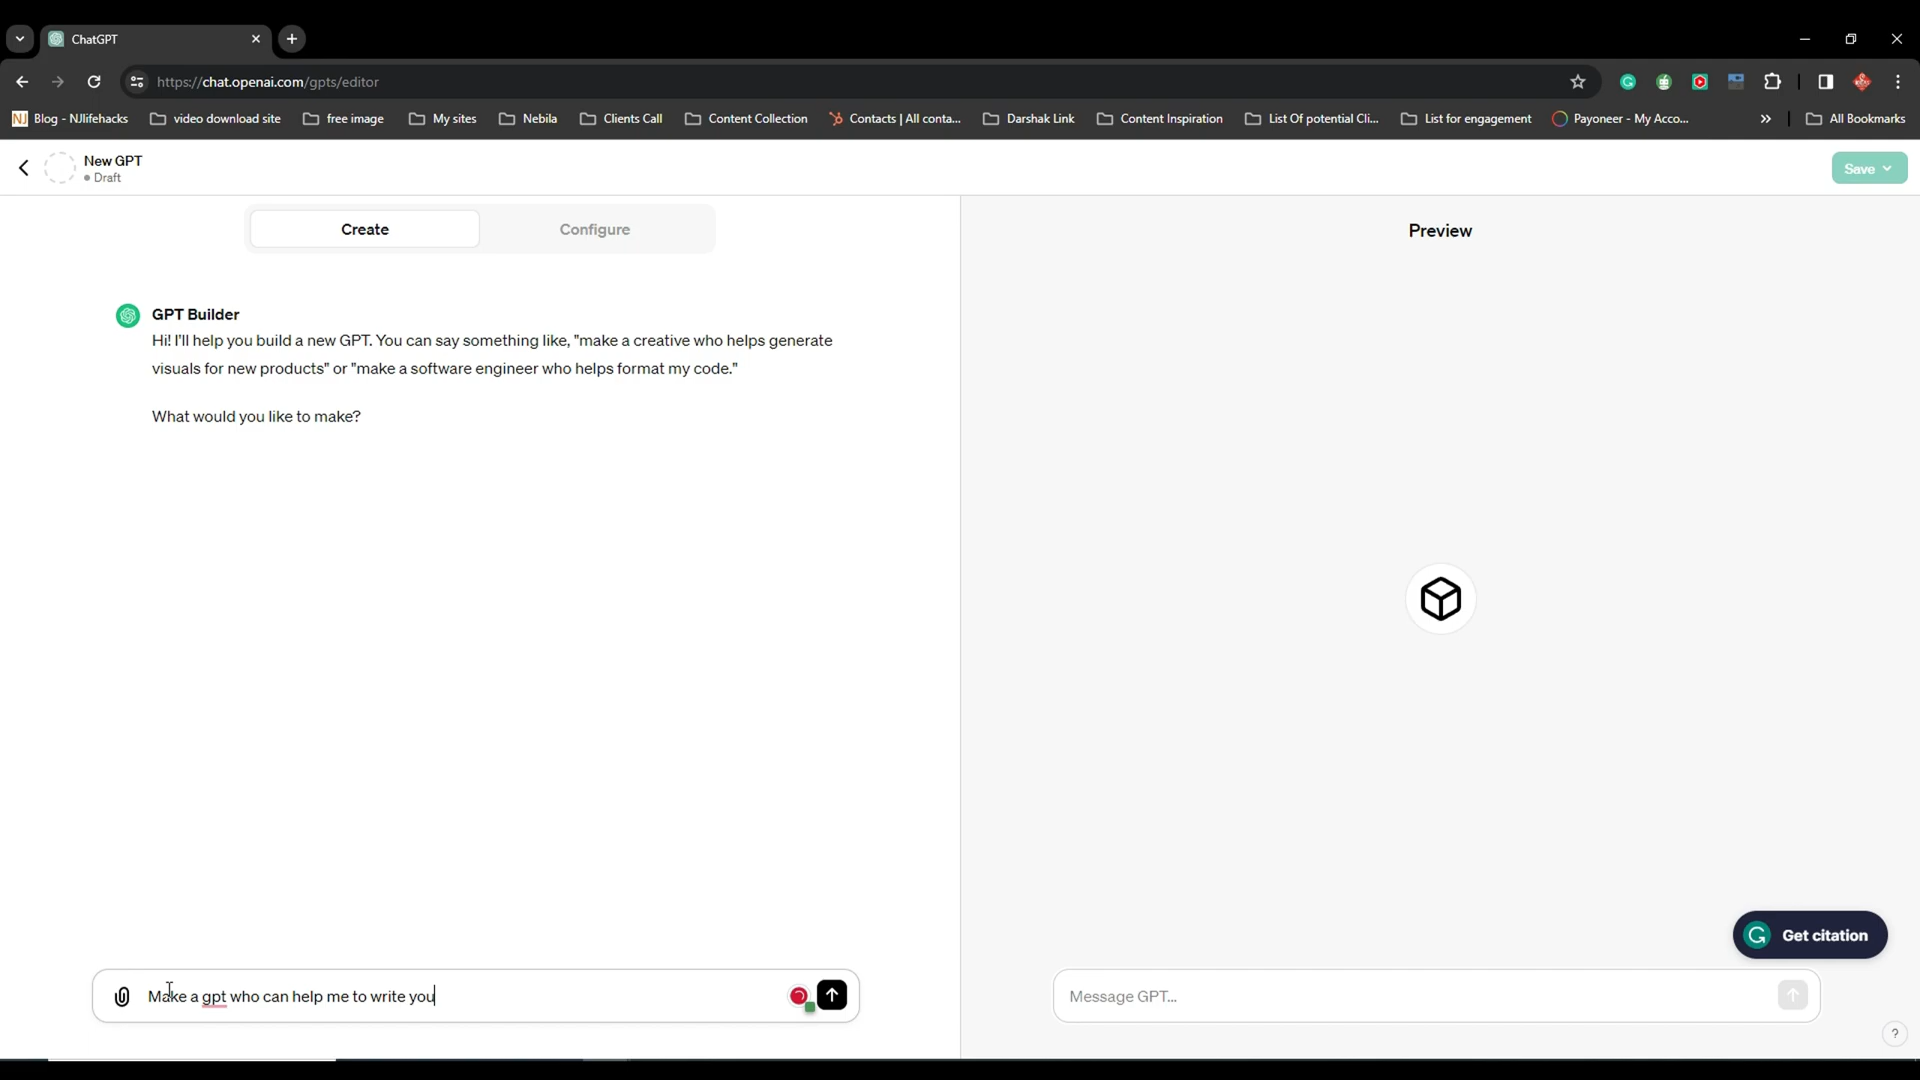 ChatGPT
https://chat.openai.com/gpts/editor
NJ Blog - NJlifehacks video download site free image My sites Nebila Clients Call Content Collection Contacts | All conta... Darshak Link Content Inspiration List Of potential Cli... List for engagement Payoneer - My Acco... » All Bookmarks
New GPT
Draft
Save
Create Configure
Preview
GPT Builder
Hi! I'll help you build a new GPT. You can say something like, "make a creative who helps generate
visuals for new products" or "make a software engineer who helps format my code."
What would you like to make?
G Get citation
Make a gpt who can help me to write you
Message GPT...
?